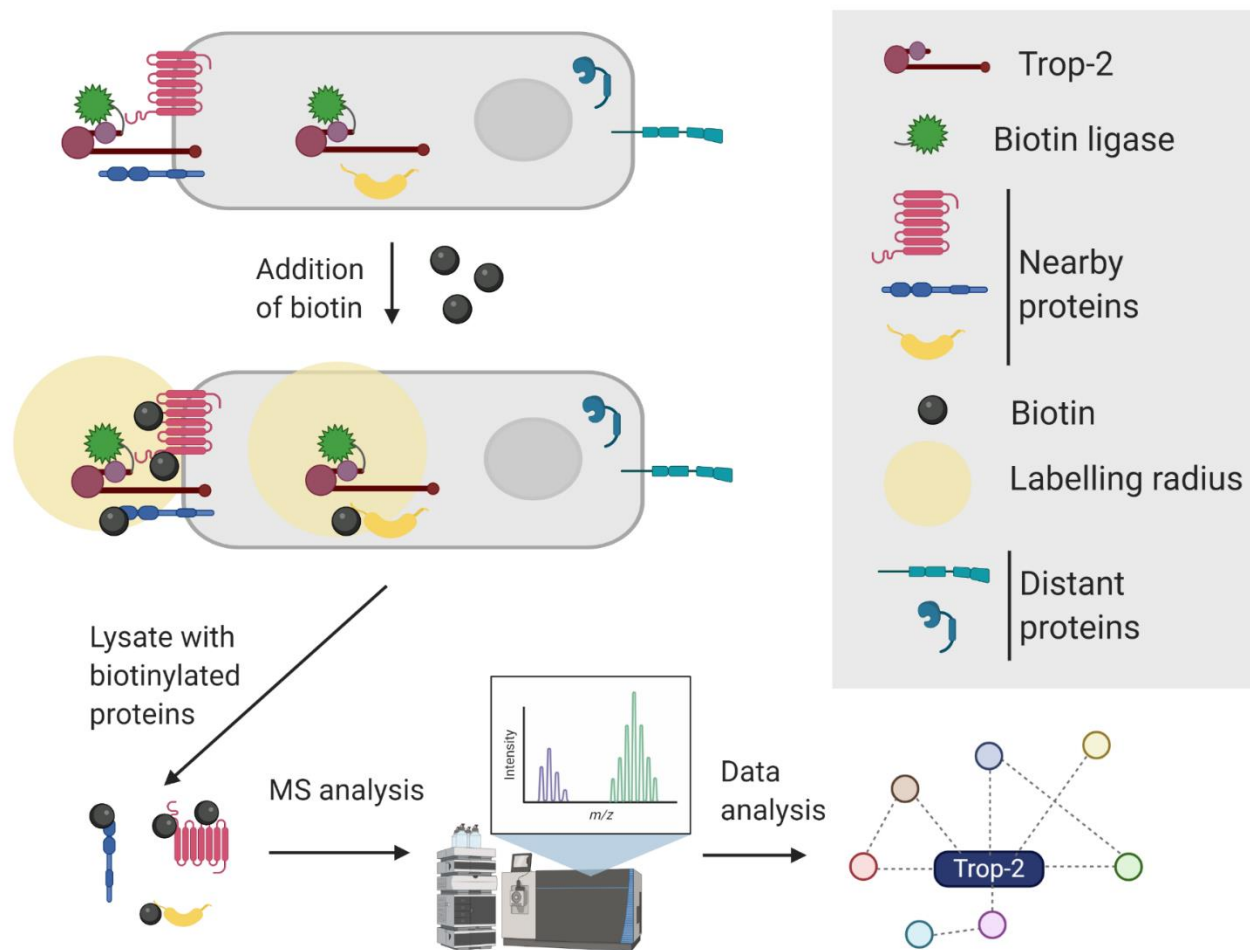 Trop-2
Biotin ligase
Nearby
proteins
Biotin
Labelling radius
Distant
proteins
Addition
of biotin
Lysate with
biotinylated
proteins
MS analysis
Intensity
m/z
Data
analysis
Trop-2